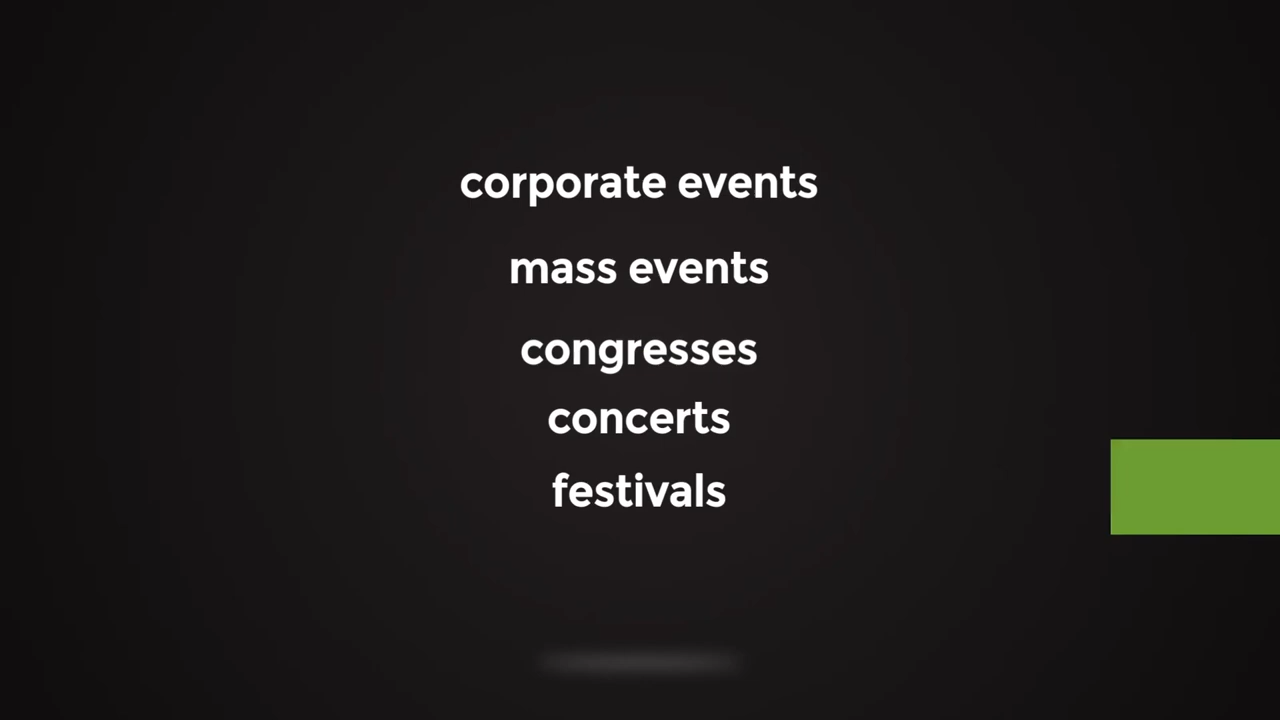 corporate events
mass events
congresses
concerts
festivals